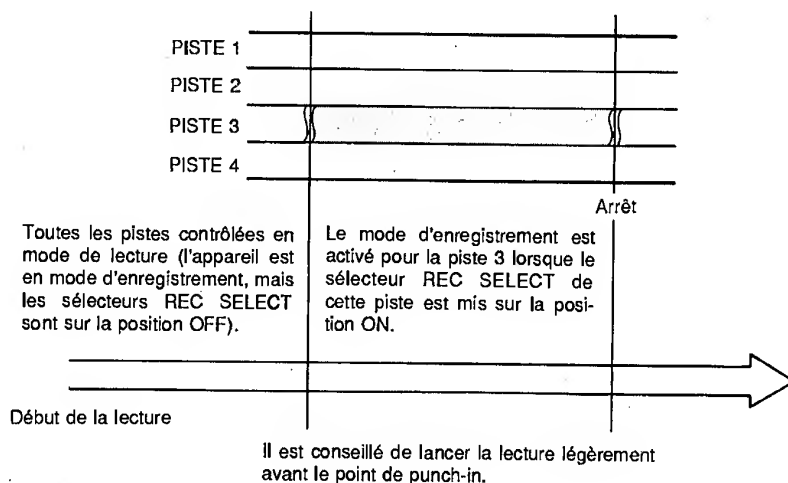 PISTE 1
PISTE 2
PISTE 3
PISTE 4
Arrêt
Toutes les pistes contrôlées en
mode de lecture (l'appareil est
en mode d'enregistrement, mais
les sélecteurs REC SELECT
sont sur la position OFF).
Le mode d'enregistrement est
activé pour la piste 3 lorsque le
sélecteur REC SELECT de
cette piste est mis sur la posi-
tion ON.
Début de la lecture
Il est conseillé de lancer la lecture légèrement
avant le point de punch-in.